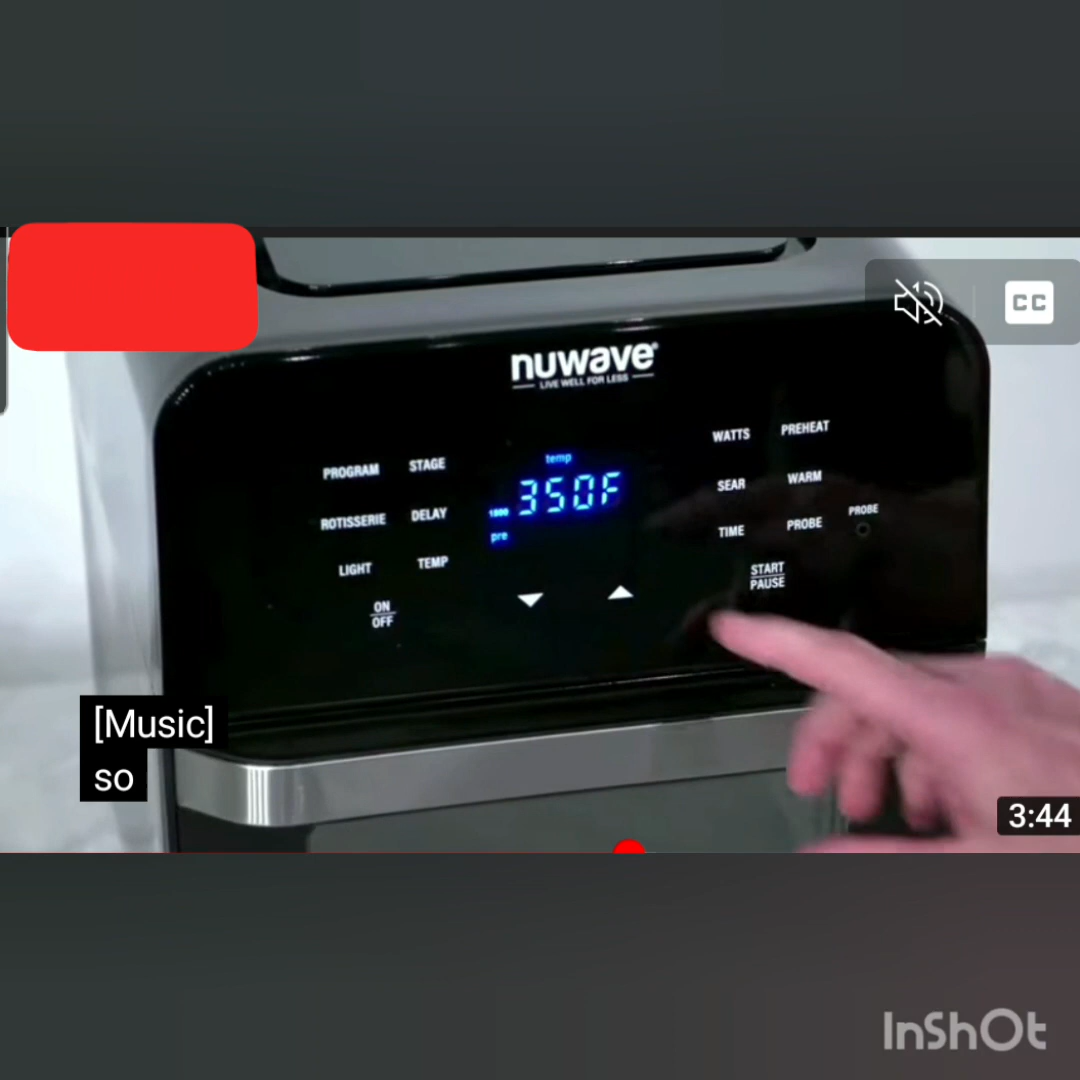 nuwave®
LIVE WELL FOR LESS
PROGRAM
STAGE
ROTISSERIE
DELAY
LIGHT
TEMP
ON
OFF
temp
350F
1800
pre
WATTS
PREHEAT
SEAR
WARM
TIME
PROBE
PROBE
START
PAUSE
CC
[Music]
so
3:44
InShOt